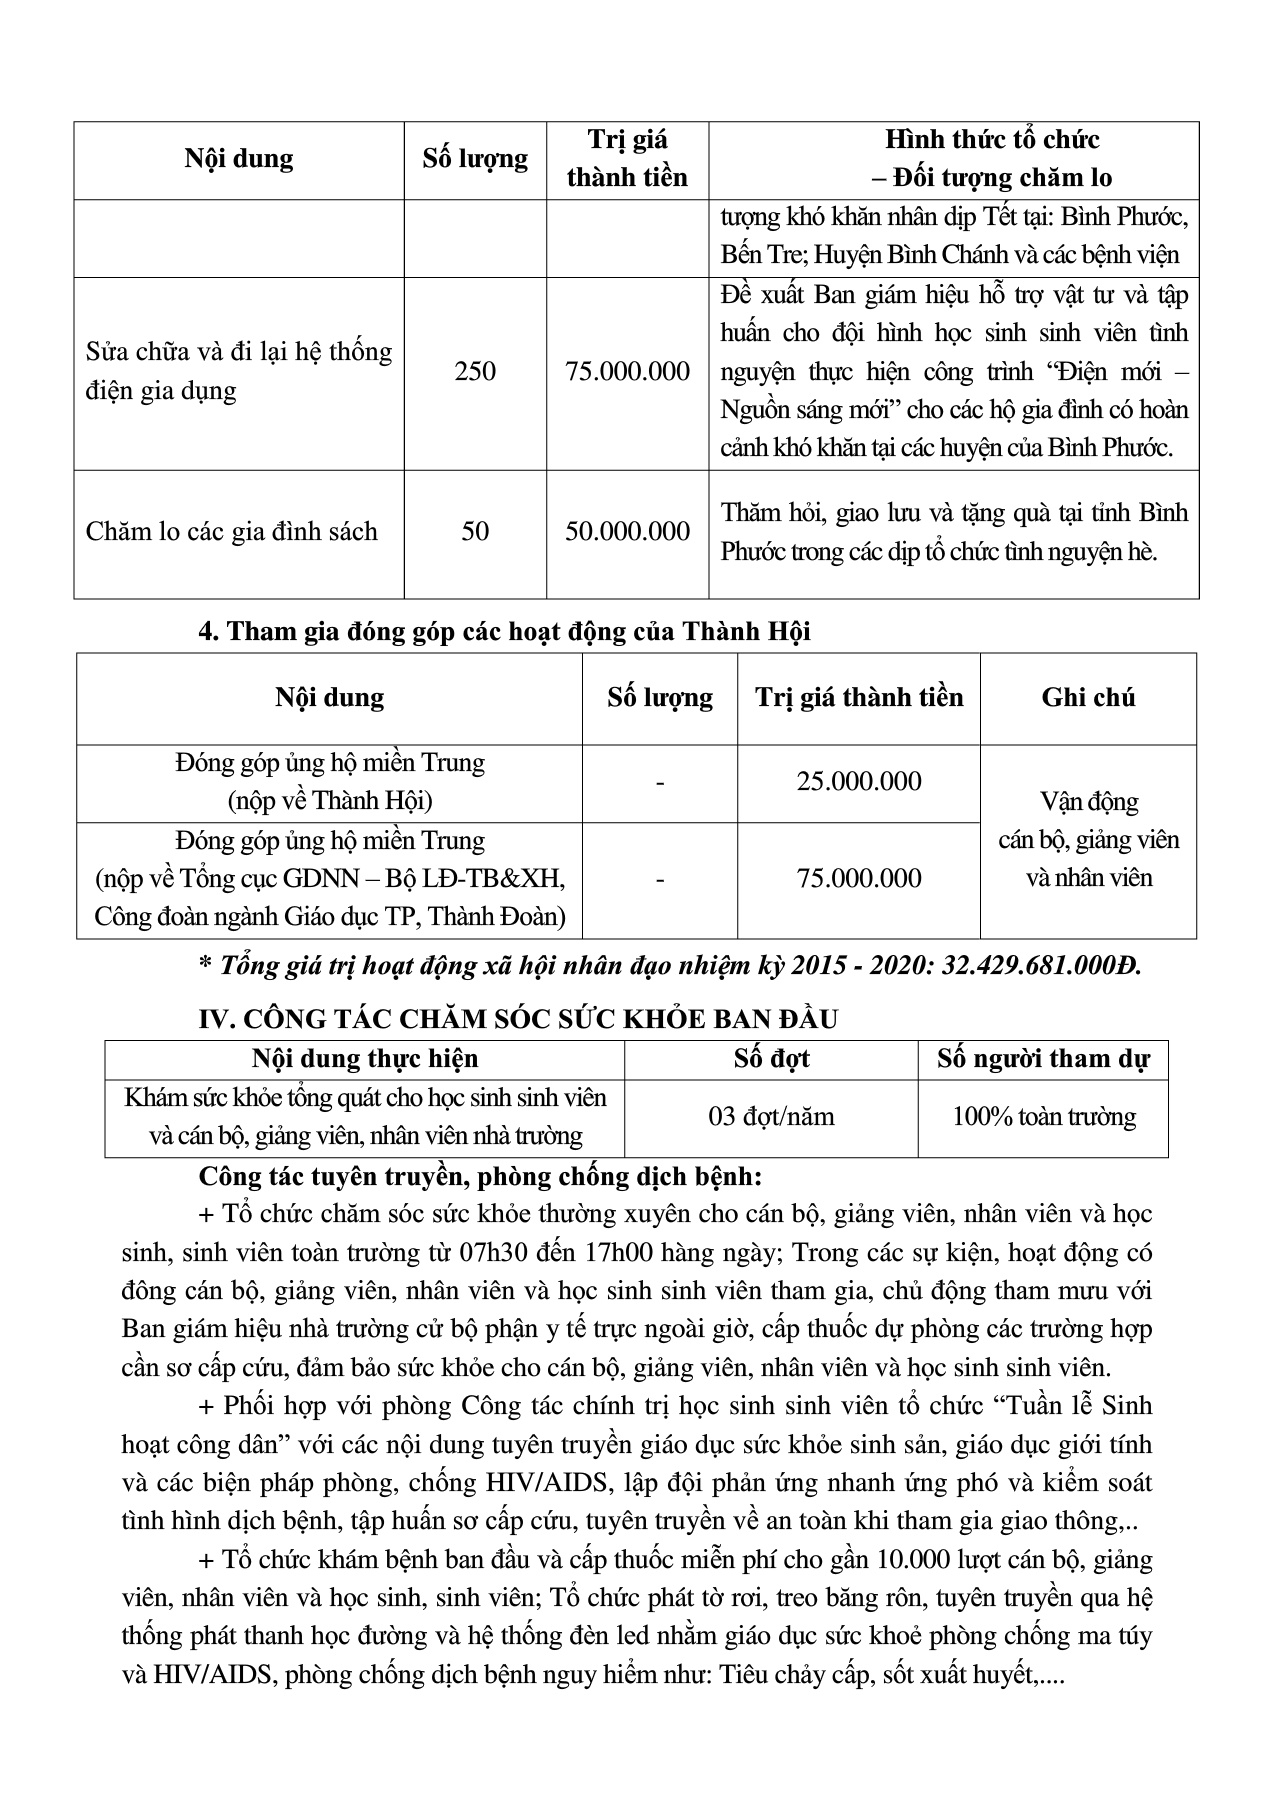 Nội dung
Số lượng
Trị giá
thành tiền
Hình thức tổ chức
– Đối tượng chăm lo
tượng khó khăn nhân dịp Tết tại: Bình Phước,
Bến Tre; Huyện Bình Chánh và các bệnh viện
Sửa chữa và đi lại hệ thống
điện gia dụng
250
75.000.000
Đề xuất Ban giám hiệu hỗ trợ vật tư và tập
huấn cho đội hình học sinh sinh viên tình
nguyện thực hiện công trình “Điện mới –
Nguồn sáng mới” cho các hộ gia đình có hoàn
cảnh khó khăn tại các huyện của Bình Phước.
Chăm lo các gia đình sách
50
50.000.000
Thăm hỏi, giao lưu và tặng quà tại tỉnh Bình
Phước trong các dịp tổ chức tình nguyện hè.
4. Tham gia đóng góp các hoạt động của Thành Hội
Nội dung
Số lượng
Trị giá thành tiền
Ghi chú
Đóng góp ủng hộ miền Trung
(nộp về Thành Hội)
-
25.000.000
Vận động
cán bộ, giảng viên
và nhân viên
Đóng góp ủng hộ miền Trung
(nộp về Tổng cục GDNN – Bộ LĐ-TB&XH,
Công đoàn ngành Giáo dục TP, Thành Đoàn)
-
75.000.000
* Tổng giá trị hoạt động xã hội nhân đạo nhiệm kỳ 2015 - 2020: 32.429.681.000Đ.
IV. CÔNG TÁC CHĂM SÓC SỨC KHỎE BAN ĐẦU
Nội dung thực hiện
Số đợt
Số người tham dự
Khám sức khỏe tổng quát cho học sinh sinh viên
và cán bộ, giảng viên, nhân viên nhà trường
03 đợt/năm
100% toàn trường
Công tác tuyên truyền, phòng chống dịch bệnh:
+ Tổ chức chăm sóc sức khỏe thường xuyên cho cán bộ, giảng viên, nhân viên và học
sinh, sinh viên toàn trường từ 07h30 đến 17h00 hàng ngày; Trong các sự kiện, hoạt động có
đông cán bộ, giảng viên, nhân viên và học sinh sinh viên tham gia, chủ động tham mưu với
Ban giám hiệu nhà trường cử bộ phận y tế trực ngoài giờ, cấp thuốc dự phòng các trường hợp
cần sơ cấp cứu, đảm bảo sức khỏe cho cán bộ, giảng viên, nhân viên và học sinh sinh viên.
+ Phối hợp với phòng Công tác chính trị học sinh sinh viên tổ chức “Tuần lễ Sinh
hoạt công dân” với các nội dung tuyên truyền giáo dục sức khỏe sinh sản, giáo dục giới tính
và các biện pháp phòng, chống HIV/AIDS, lập đội phản ứng nhanh ứng phó và kiểm soát
tình hình dịch bệnh, tập huấn sơ cấp cứu, tuyên truyền về an toàn khi tham gia giao thông,..
+ Tổ chức khám bệnh ban đầu và cấp thuốc miễn phí cho gần 10.000 lượt cán bộ, giảng
viên, nhân viên và học sinh, sinh viên; Tổ chức phát tờ rơi, treo băng rôn, tuyên truyền qua hệ
thống phát thanh học đường và hệ thống đèn led nhằm giáo dục sức khoẻ phòng chống ma túy
và HIV/AIDS, phòng chống dịch bệnh nguy hiểm như: Tiêu chảy cấp, sốt xuất huyết,....